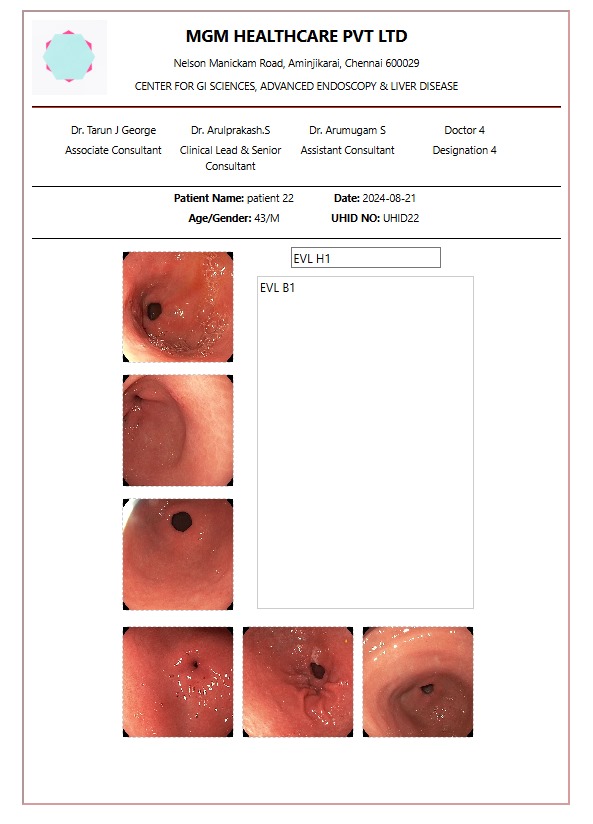 MGM HEALTHCARE PVT LTD
Nelson Manickam Road, Aminjikarai, Chennai 600029
CENTER FOR GI SCIENCES, ADVANCED ENDOSCOPY & LIVER DISEASE
Dr. Tarun J George
Associate Consultant
Dr. Arulprakash.S
Clinical Lead & Senior
Consultant
Dr. Arumugam S
Assistant Consultant
Doctor 4
Designation 4
Patient Name: patient 22 Date: 2024-08-21
Age/Gender: 43/M UHID NO: UHID22
EVL H1
EVL B1